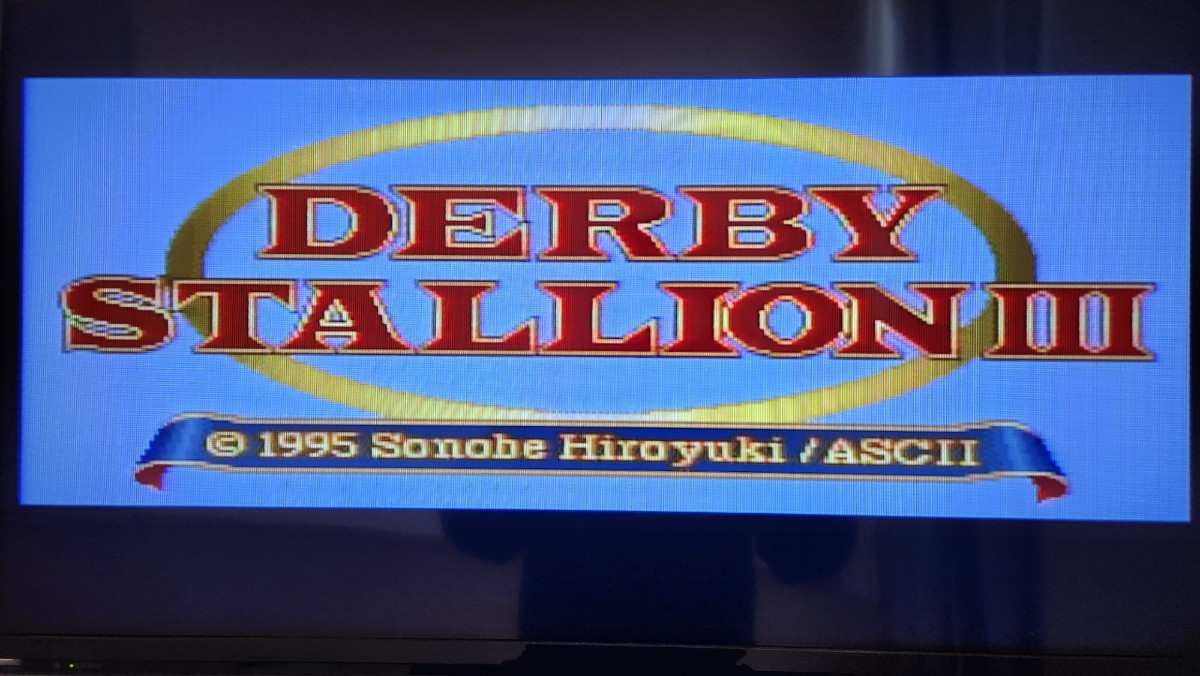 DERBY
STALLION III
© 1995 Sonobe Hiroyuki / ASCII